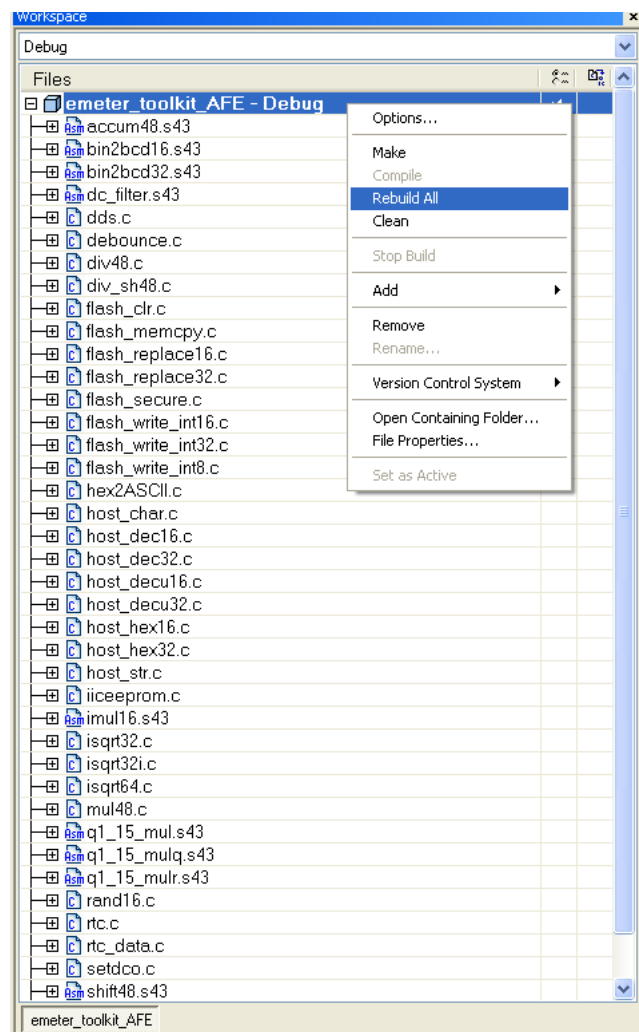 Workspace
Debug
Files
emeter_toolkit_AFE - Debug
accum48.s43
bin2bcd16.s43
bin2bcd32.s43
dc_filter.s43
dds.c
debounce.c
div48.c
div_sh48.c
flash_clr.c
flash_memcpy.c
flash_replace16.c
flash_replace32.c
flash_secure.c
flash_write_int16.c
flash_write_int32.c
flash_write_int8.c
hex2ASCII.c
host_char.c
host_dec16.c
host_dec32.c
host_decu16.c
host_decu32.c
host_hex16.c
host_hex32.c
host_str.c
iiceeprom.c
imul16.s43
isqrt32.c
isqrt32i.c
isqrt64.c
mul48.c
q1_15_mul.s43
q1_15_mulq.s43
q1_15_mulr.s43
rand16.c
rtc.c
rtc_data.c
setdco.c
shift48.s43
emeter_toolkit_AFE
Options...
Make
Compile
Rebuild All
Clean
Stop Build
Add
Remove
Rename...
Version Control System
Open Containing Folder...
File Properties...
Set as Active